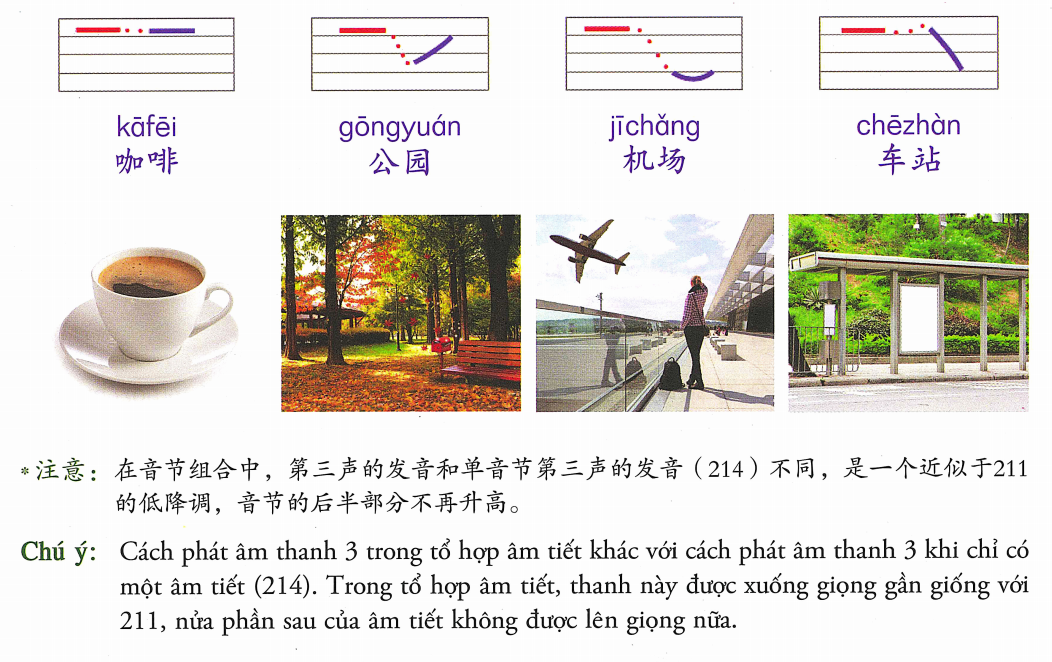 kāfēi
咖啡
gōngyuán
公园
jīchǎng
机场
chēzhàn
车站
*注意：在音节组合中，第三声的发音和单音节第三声的发音（214）不同，是一个近似于211
的低降调，音节的后半部分不再升高。
Chú ý: Cách phát âm thanh 3 trong tổ hợp âm tiết khác với cách phát âm thanh 3 khi chỉ có
một âm tiết (214). Trong tổ hợp âm tiết, thanh này được xuống giọng gần giống với
211, nửa phần sau của âm tiết không được lên giọng nữa.